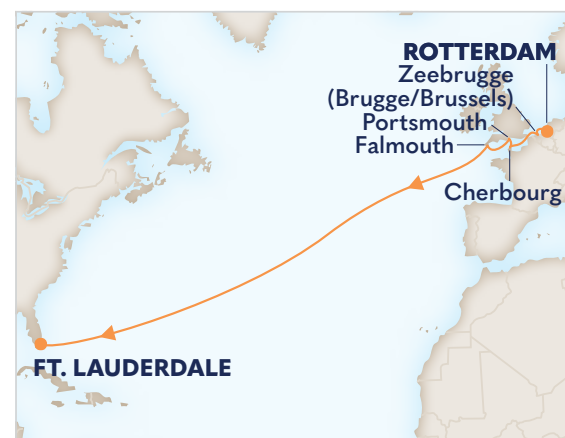 ROTTERDAM
Zeebrugge
(Brugge/Brussels)
Portsmouth
Falmouth
Cherbourg
FT. LAUDERDALE